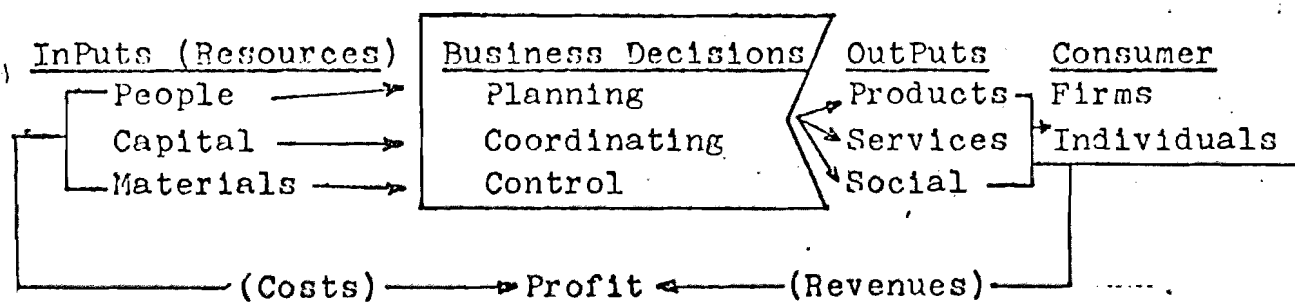 InPuts (Resources) Business Decisions OutPuts Consumer
People Planning Products Firms
Capital Coordinating Services Individuals
Materials Control Social
(Costs) Profit (Revenues)